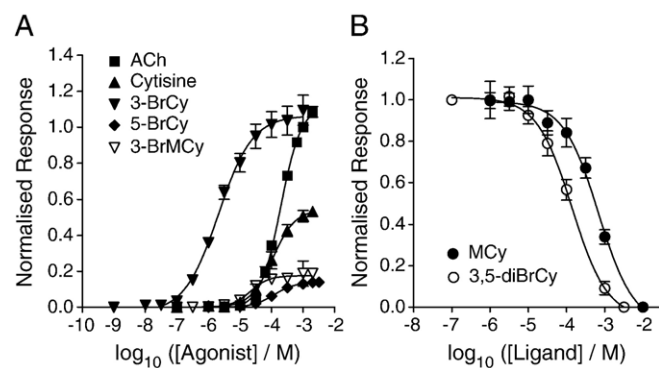 A
Normalised Response
1.4
1.2
1.0
0.8
0.6
0.4
0.2
0.0
ACh
Cytisine
3-BrCy
5-BrCy
3-BrMCy
-10 -9 -8 -7 -6 -5 -4 -3 -2
log10 ([Agonist] / M)
B
Normalised Response
1.2
1.0
0.8
0.6
0.4
0.2
0.0
MCy
3,5-diBrCy
-8 -7 -6 -5 -4 -3 -2 -1
log10 ([Ligand] / M)